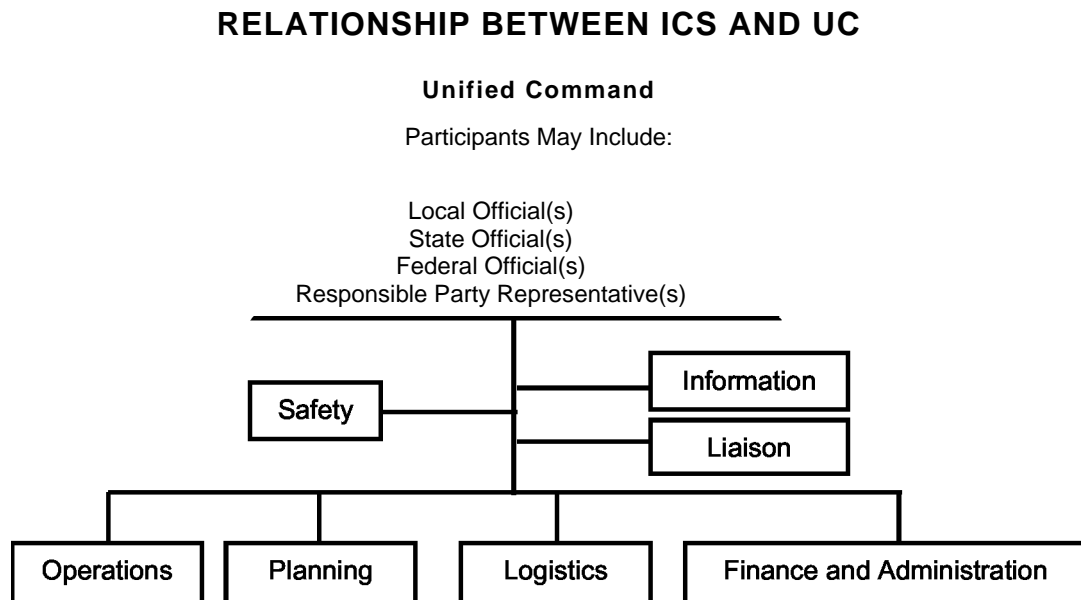 RELATIONSHIP BETWEEN ICS AND UC
Unified Command
Participants May Include:
Local Official(s)
State Official(s)
Federal Official(s)
Responsible Party Representative(s)
Information
Safety
Liaison
Operations
Planning
Logistics
Finance and Administration